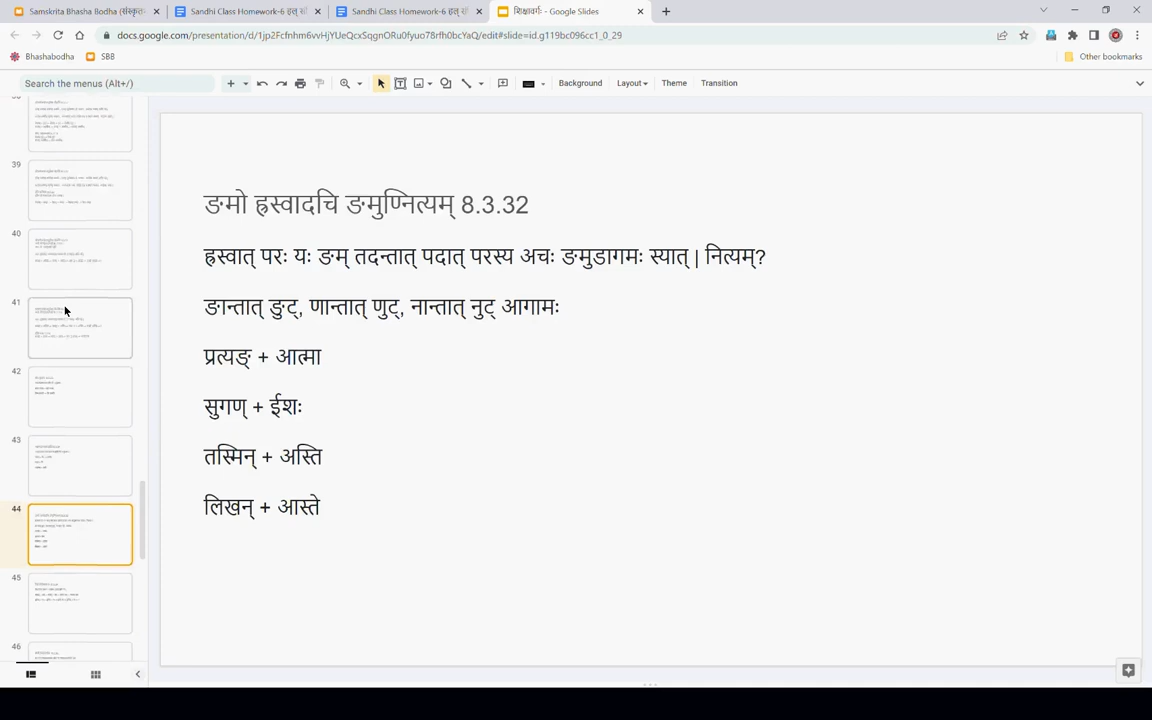 Samskrita Bhasha Bodha (संस्कृत
Sandhi Class Homework-6 हल् सं
Sandhi Class Homework-6 हल् सं
शिक्षावर्गः - Google Slides
docs.google.com/presentation/d/1jp2Fcfnhm6vvHjYUeQcxSqgnORu0fyuo78rfh0bcYaQ/edit#slide=id.g119bc096cc1_0_29
Bhashabodha
SBB
Other bookmarks
Search the menus (Alt+/)
Background
Layout
Theme
Transition
39
40
41
42
43
44
45
46
ङमो ह्रस्वादचि ङमुण्नित्यम् 8.3.32
ह्रस्वात् परः यः ङम् तदन्तात् पदात् परस्य अचः ङमुडागमः स्यात् | नित्यम्?
ङान्तात् ङुट्, णान्तात् णुट्, नान्तात् नुट् आगामः
प्रत्यङ् + आत्मा
सुगण् + ईशः
तस्मिन् + अस्ति
लिखन् + आस्ते